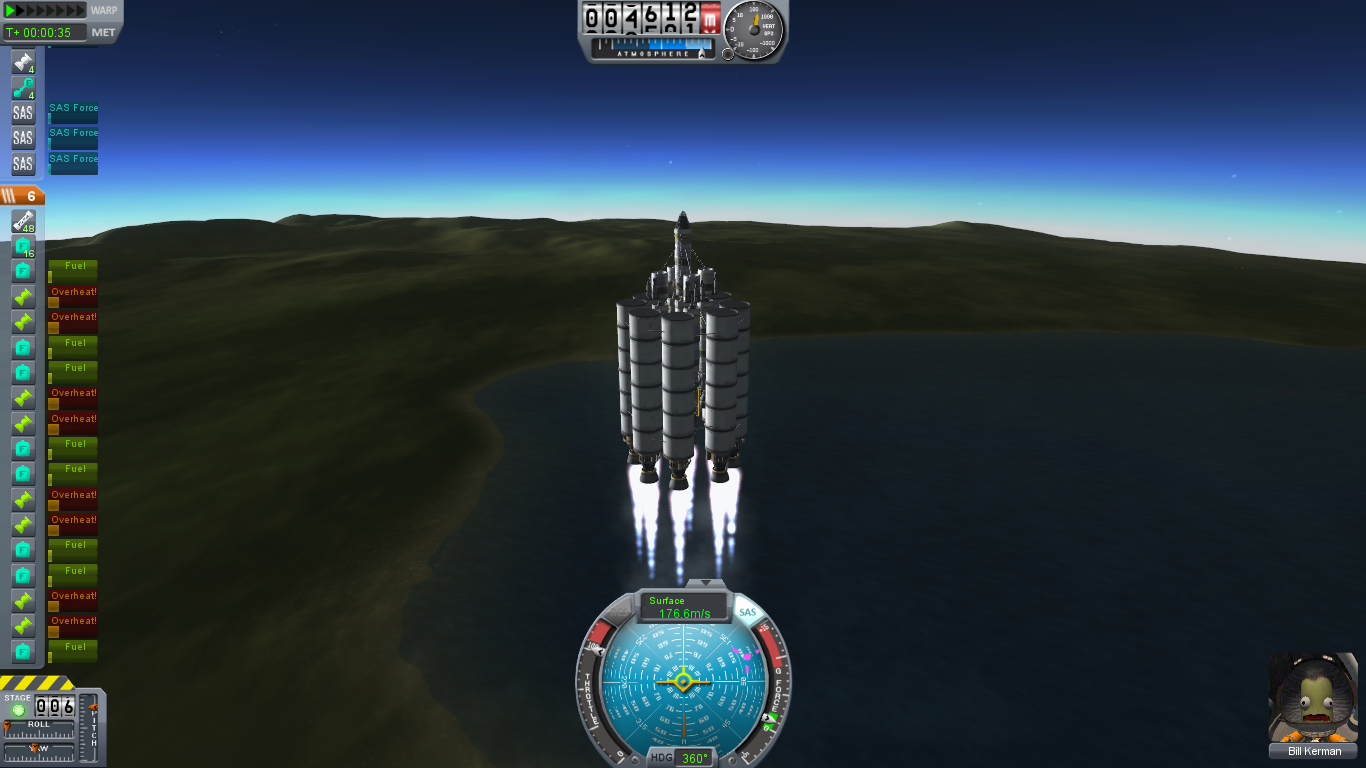 WARP
T+ 00:00:35 MET
004612 m
ATMOSPHERE
4
4
SAS SAS Force
SAS SAS Force
SAS SAS Force
6
48
16
Fuel
Overheat!
Overheat!
Fuel
Fuel
Overheat!
Overheat!
Fuel
Fuel
Overheat!
Overheat!
Fuel
Fuel
Overheat!
Overheat!
Fuel
STAGE
006
ROLL
YAW
PITCH
Surface
176.6m/s
SAS
THROTTLE
G FORCE
HDG 360°
Bill Kerman